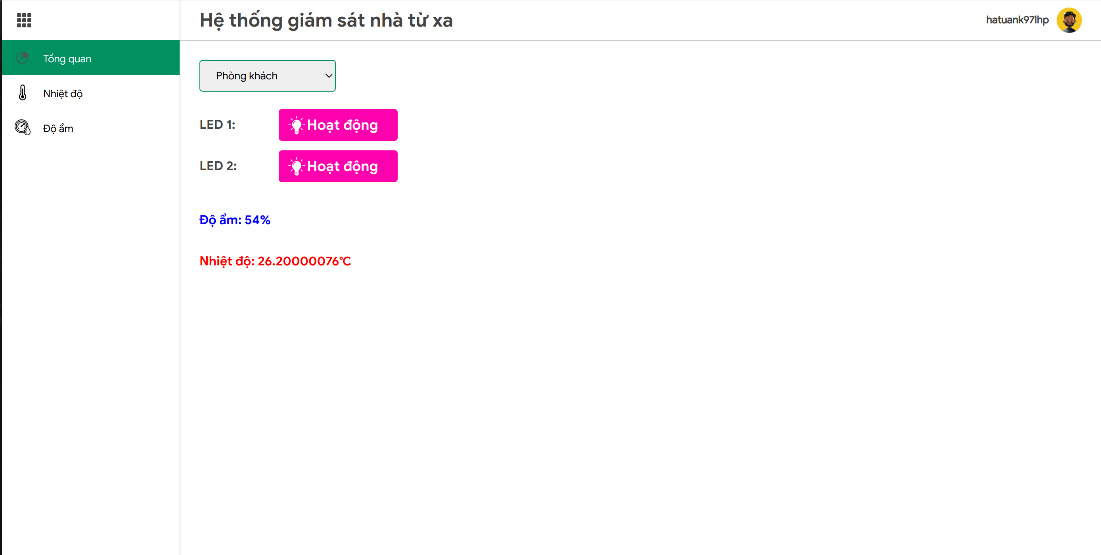 Hệ thống giám sát nhà từ xa
hatuank97lhp
Tổng quan
Nhiệt độ
Độ ẩm
Phòng khách
LED 1: Hoạt động
LED 2: Hoạt động
Độ ẩm: 54%
Nhiệt độ: 26.20000076°C